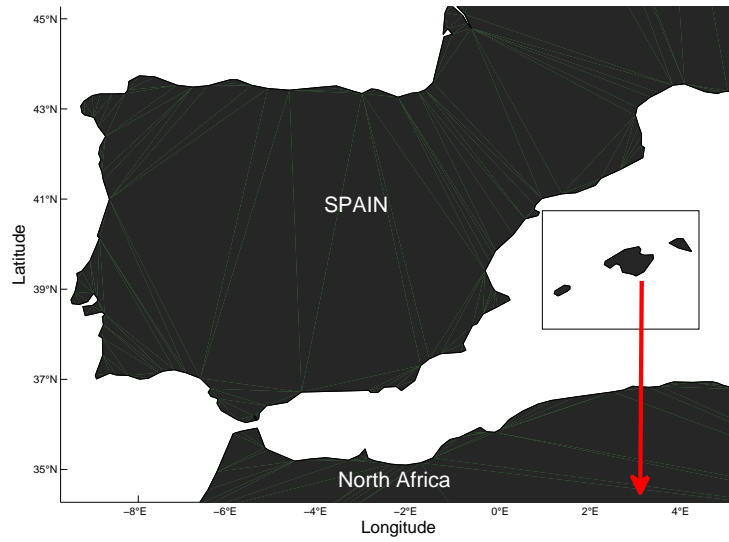 45°N
43°N
41°N
39°N
37°N
35°N
Latitude
SPAIN
North Africa
−8°E
−6°E
−4°E
−2°E
0°E
2°E
4°E
Longitude